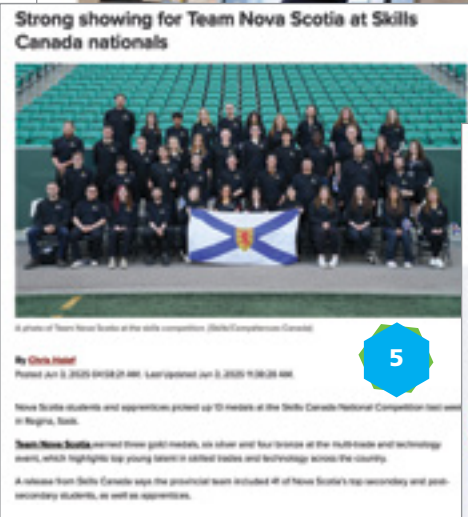 Strong showing for Team Nova Scotia at Skills
Canada nationals
A photo of Team Nova Scotia at the skills competition. (Skills/Compétences Canada)
By Chris Halef
Posted Jun 3, 2025 04:58:21 AM. Last Updated Jun 3, 2025 11:38:28 AM.
5
Nova Scotia students and apprentices picked up 13 medals at the Skills Canada National Competition last week
in Regina, Sask.
Team Nova Scotia earned three gold medals, six silver and four bronze at the multi-trade and technology
event, which highlights top young talent in skilled trades and technology across the country.
A release from Skills Canada says the provincial team included 41 of Nova Scotia's top secondary and post-
secondary students, as well as apprentices.